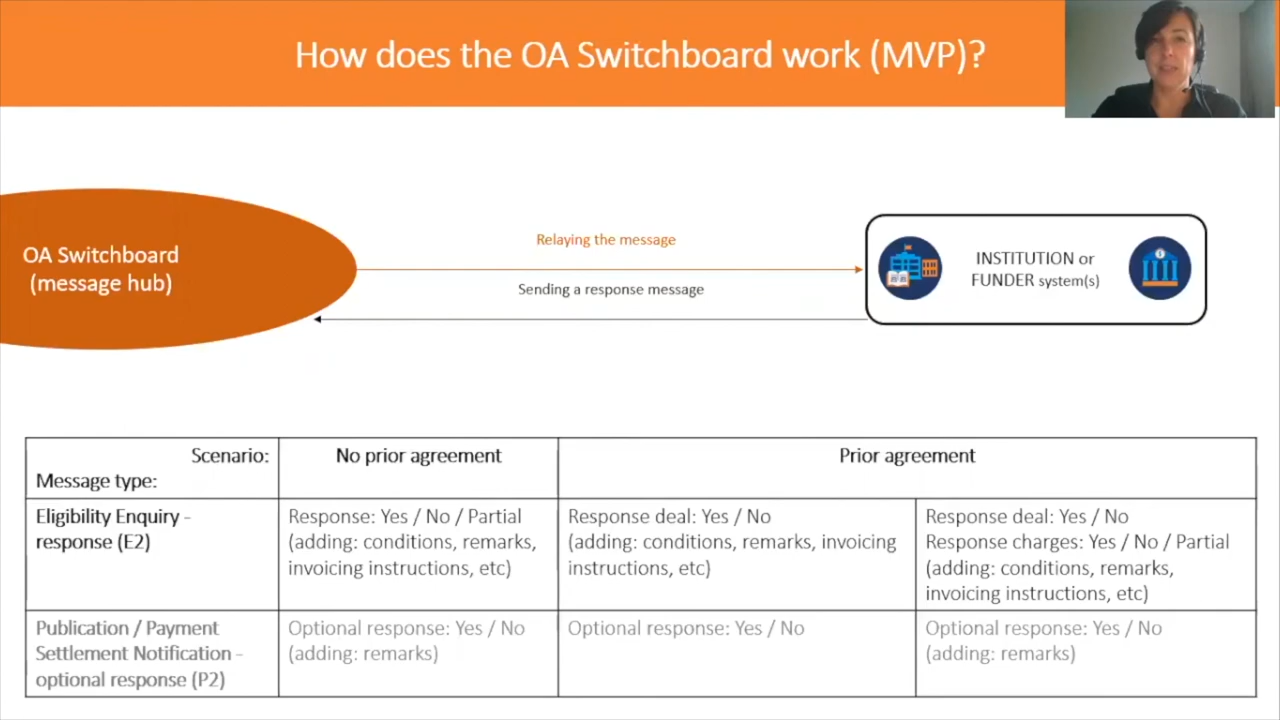 How does the OA Switchboard work (MVP)?
OA Switchboard
(message hub)
Relaying the message
Sending a response message
INSTITUTION or
FUNDER system(s)
Scenario:
Message type:
No prior agreement
Prior agreement
Eligibility Enquiry -
response (E2)
Response: Yes / No / Partial
(adding: conditions, remarks,
invoicing instructions, etc)
Response deal: Yes / No
(adding: conditions, remarks, invoicing
instructions, etc)
Response deal: Yes / No
Response charges: Yes / No / Partial
(adding: conditions, remarks,
invoicing instructions, etc)
Publication / Payment
Settlement Notification -
optional response (P2)
Optional response: Yes / No
(adding: remarks)
Optional response: Yes / No
Optional response: Yes / No
(adding: remarks)